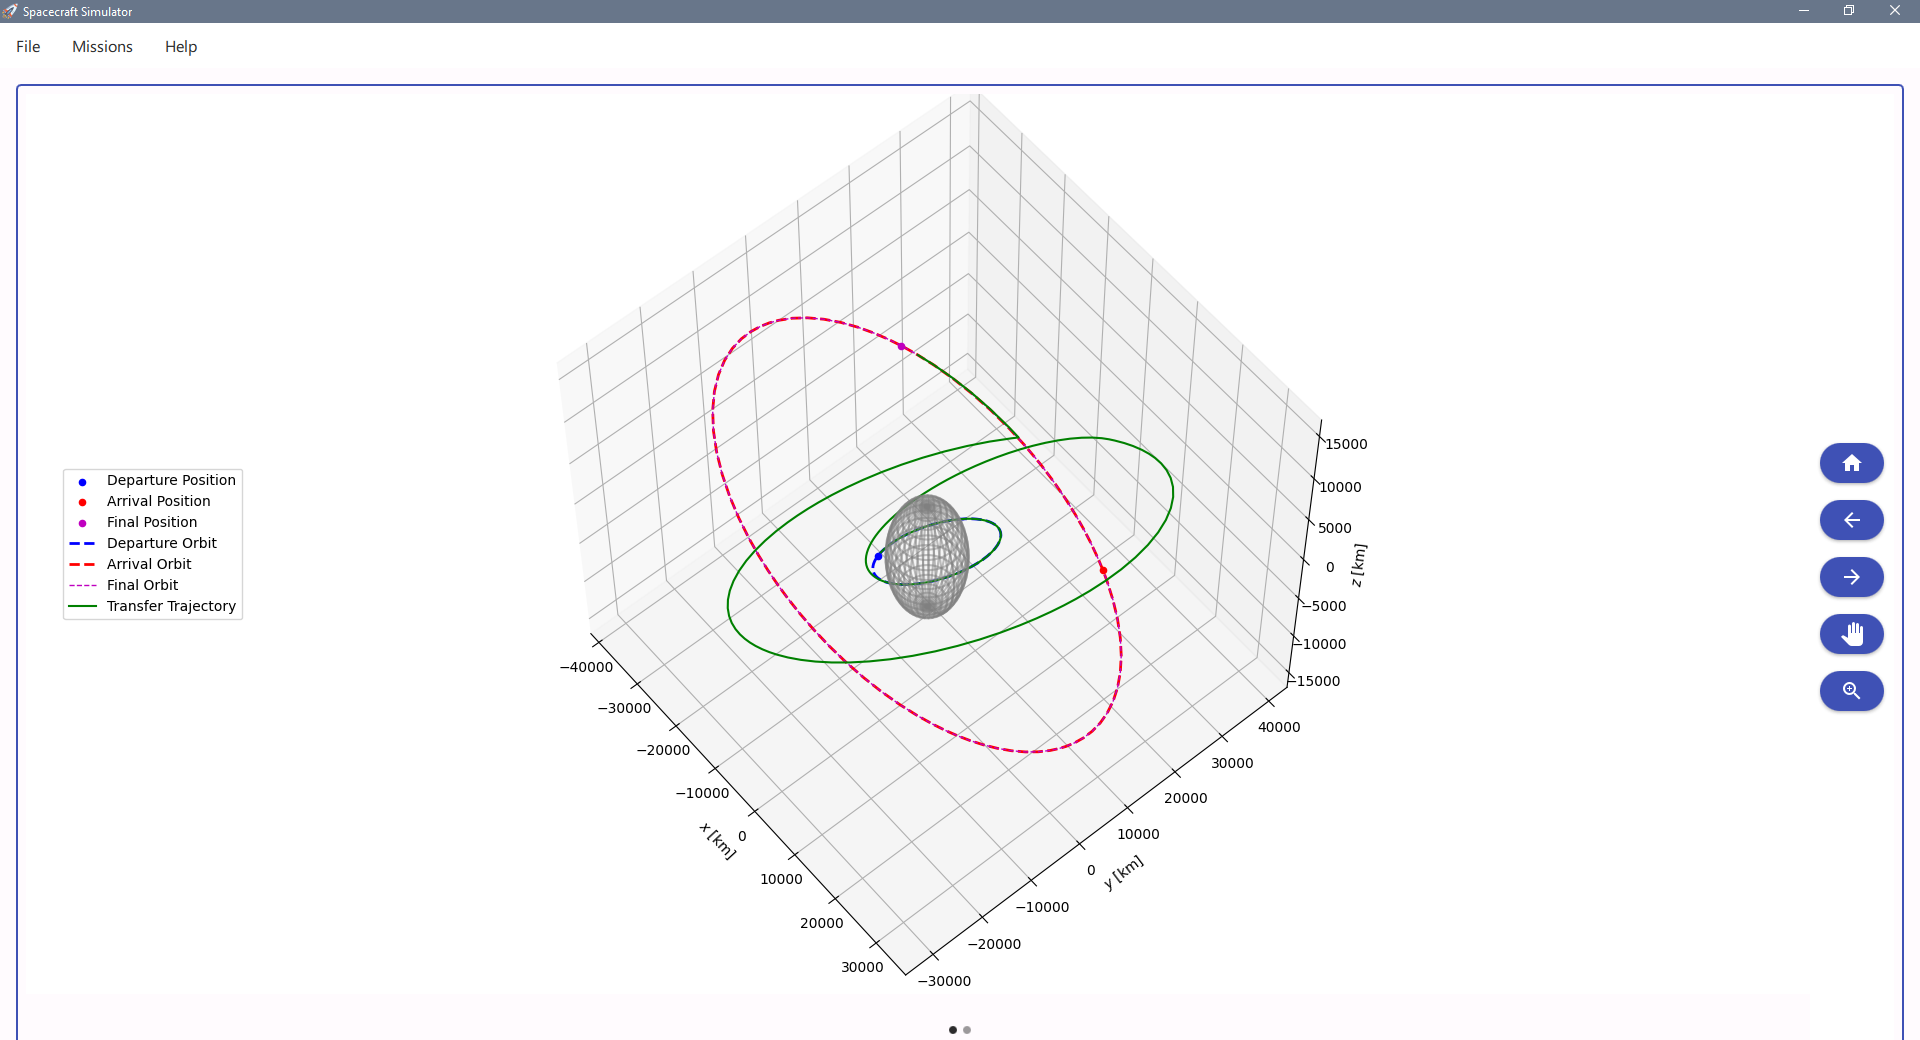 Spacecraft Simulator
File Missions Help
Departure Position
Arrival Position
Final Position
Departure Orbit
Arrival Orbit
Final Orbit
Transfer Trajectory
−40000
−30000
−20000
−10000
0
10000
20000
30000
x [km]
−30000
−20000
−10000
0
10000
20000
30000
40000
y [km]
15000
10000
5000
0
−5000
−10000
−15000
z [km]